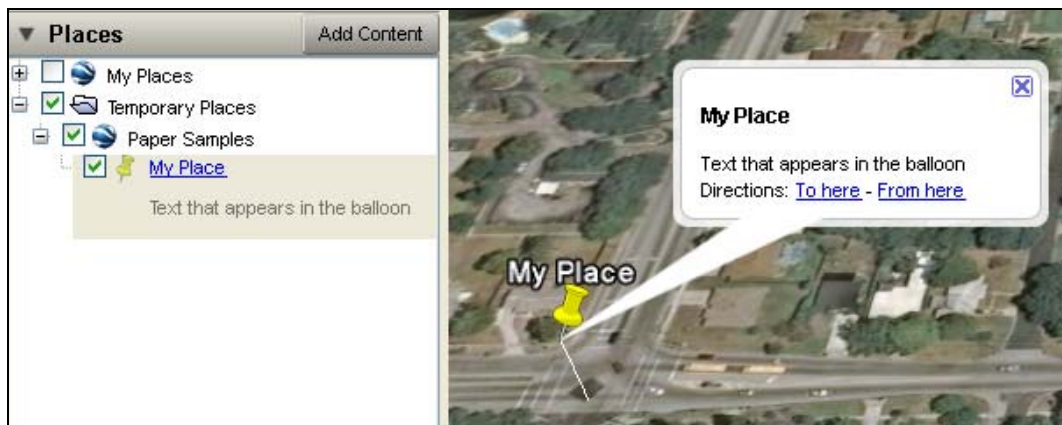 Places
Add Content
My Places
Temporary Places
Paper Samples
My Place
Text that appears in the balloon
My Place
Text that appears in the balloon
Directions: To here - From here
My Place